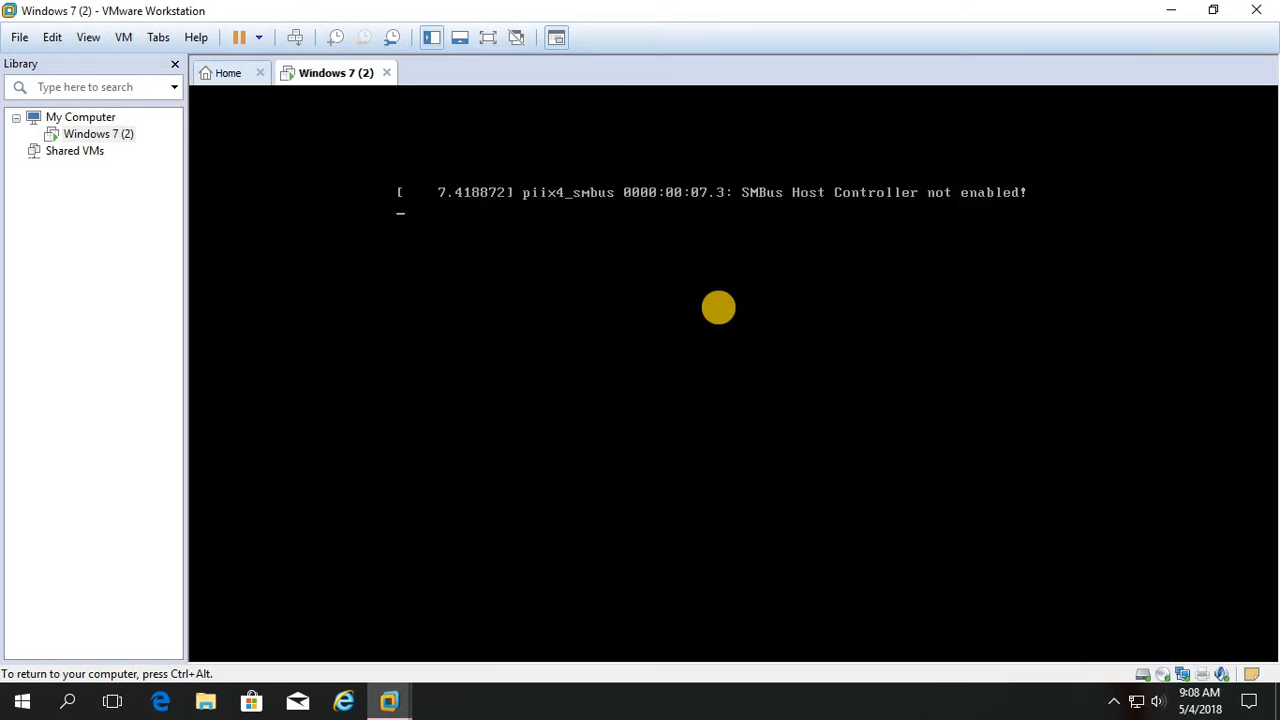 Windows 7 (2) - VMware Workstation
File Edit View VM Tabs Help
Library
Type here to search
My Computer
Windows 7 (2)
Shared VMs
Home
Windows 7 (2)
[    7.418872] piix4_smbus 0000:00:07.3: SMBus Host Controller not enabled!
To return to your computer, press Ctrl+Alt.
9:08 AM
5/4/2018